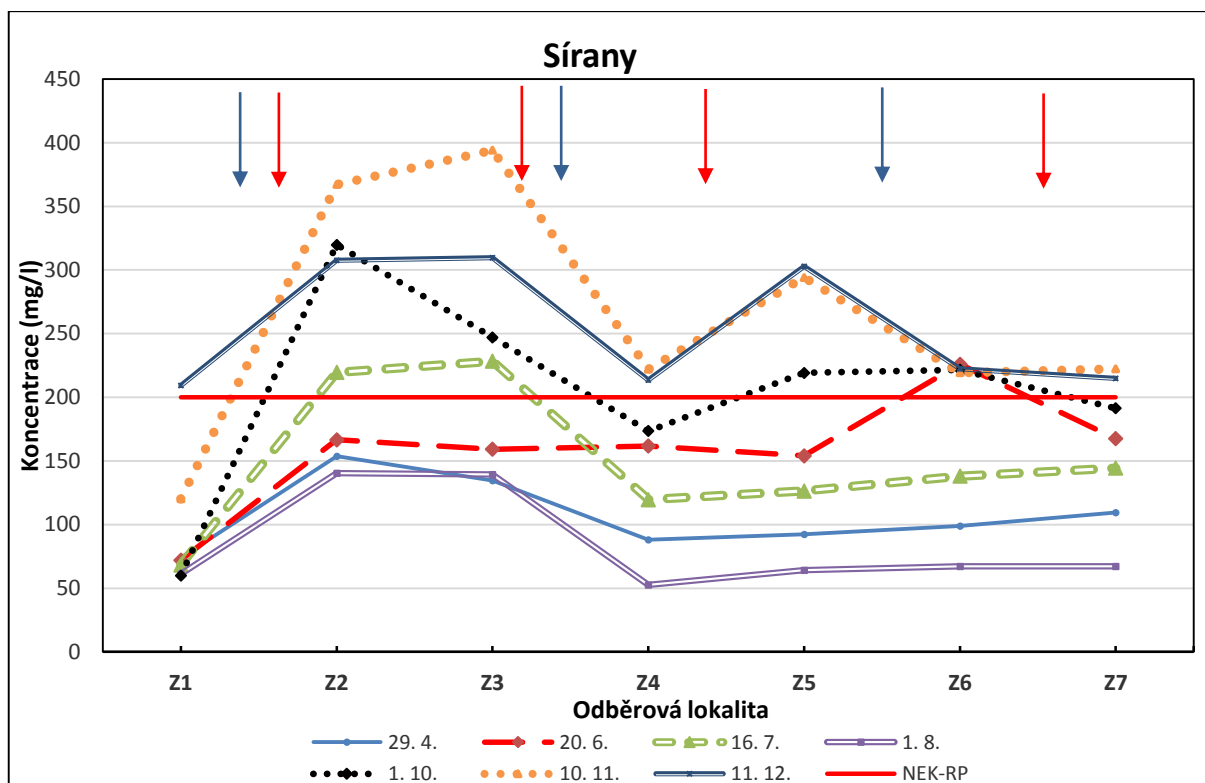 Sírany
Koncentrace (mg/l)
450
400
350
300
250
200
150
100
50
0
Z1 Z2 Z3 Z4 Z5 Z6 Z7
Odběrová lokalita
29. 4. 20. 6. 16. 7. 1. 8.
1. 10. 10. 11. 11. 12. NEK-RP